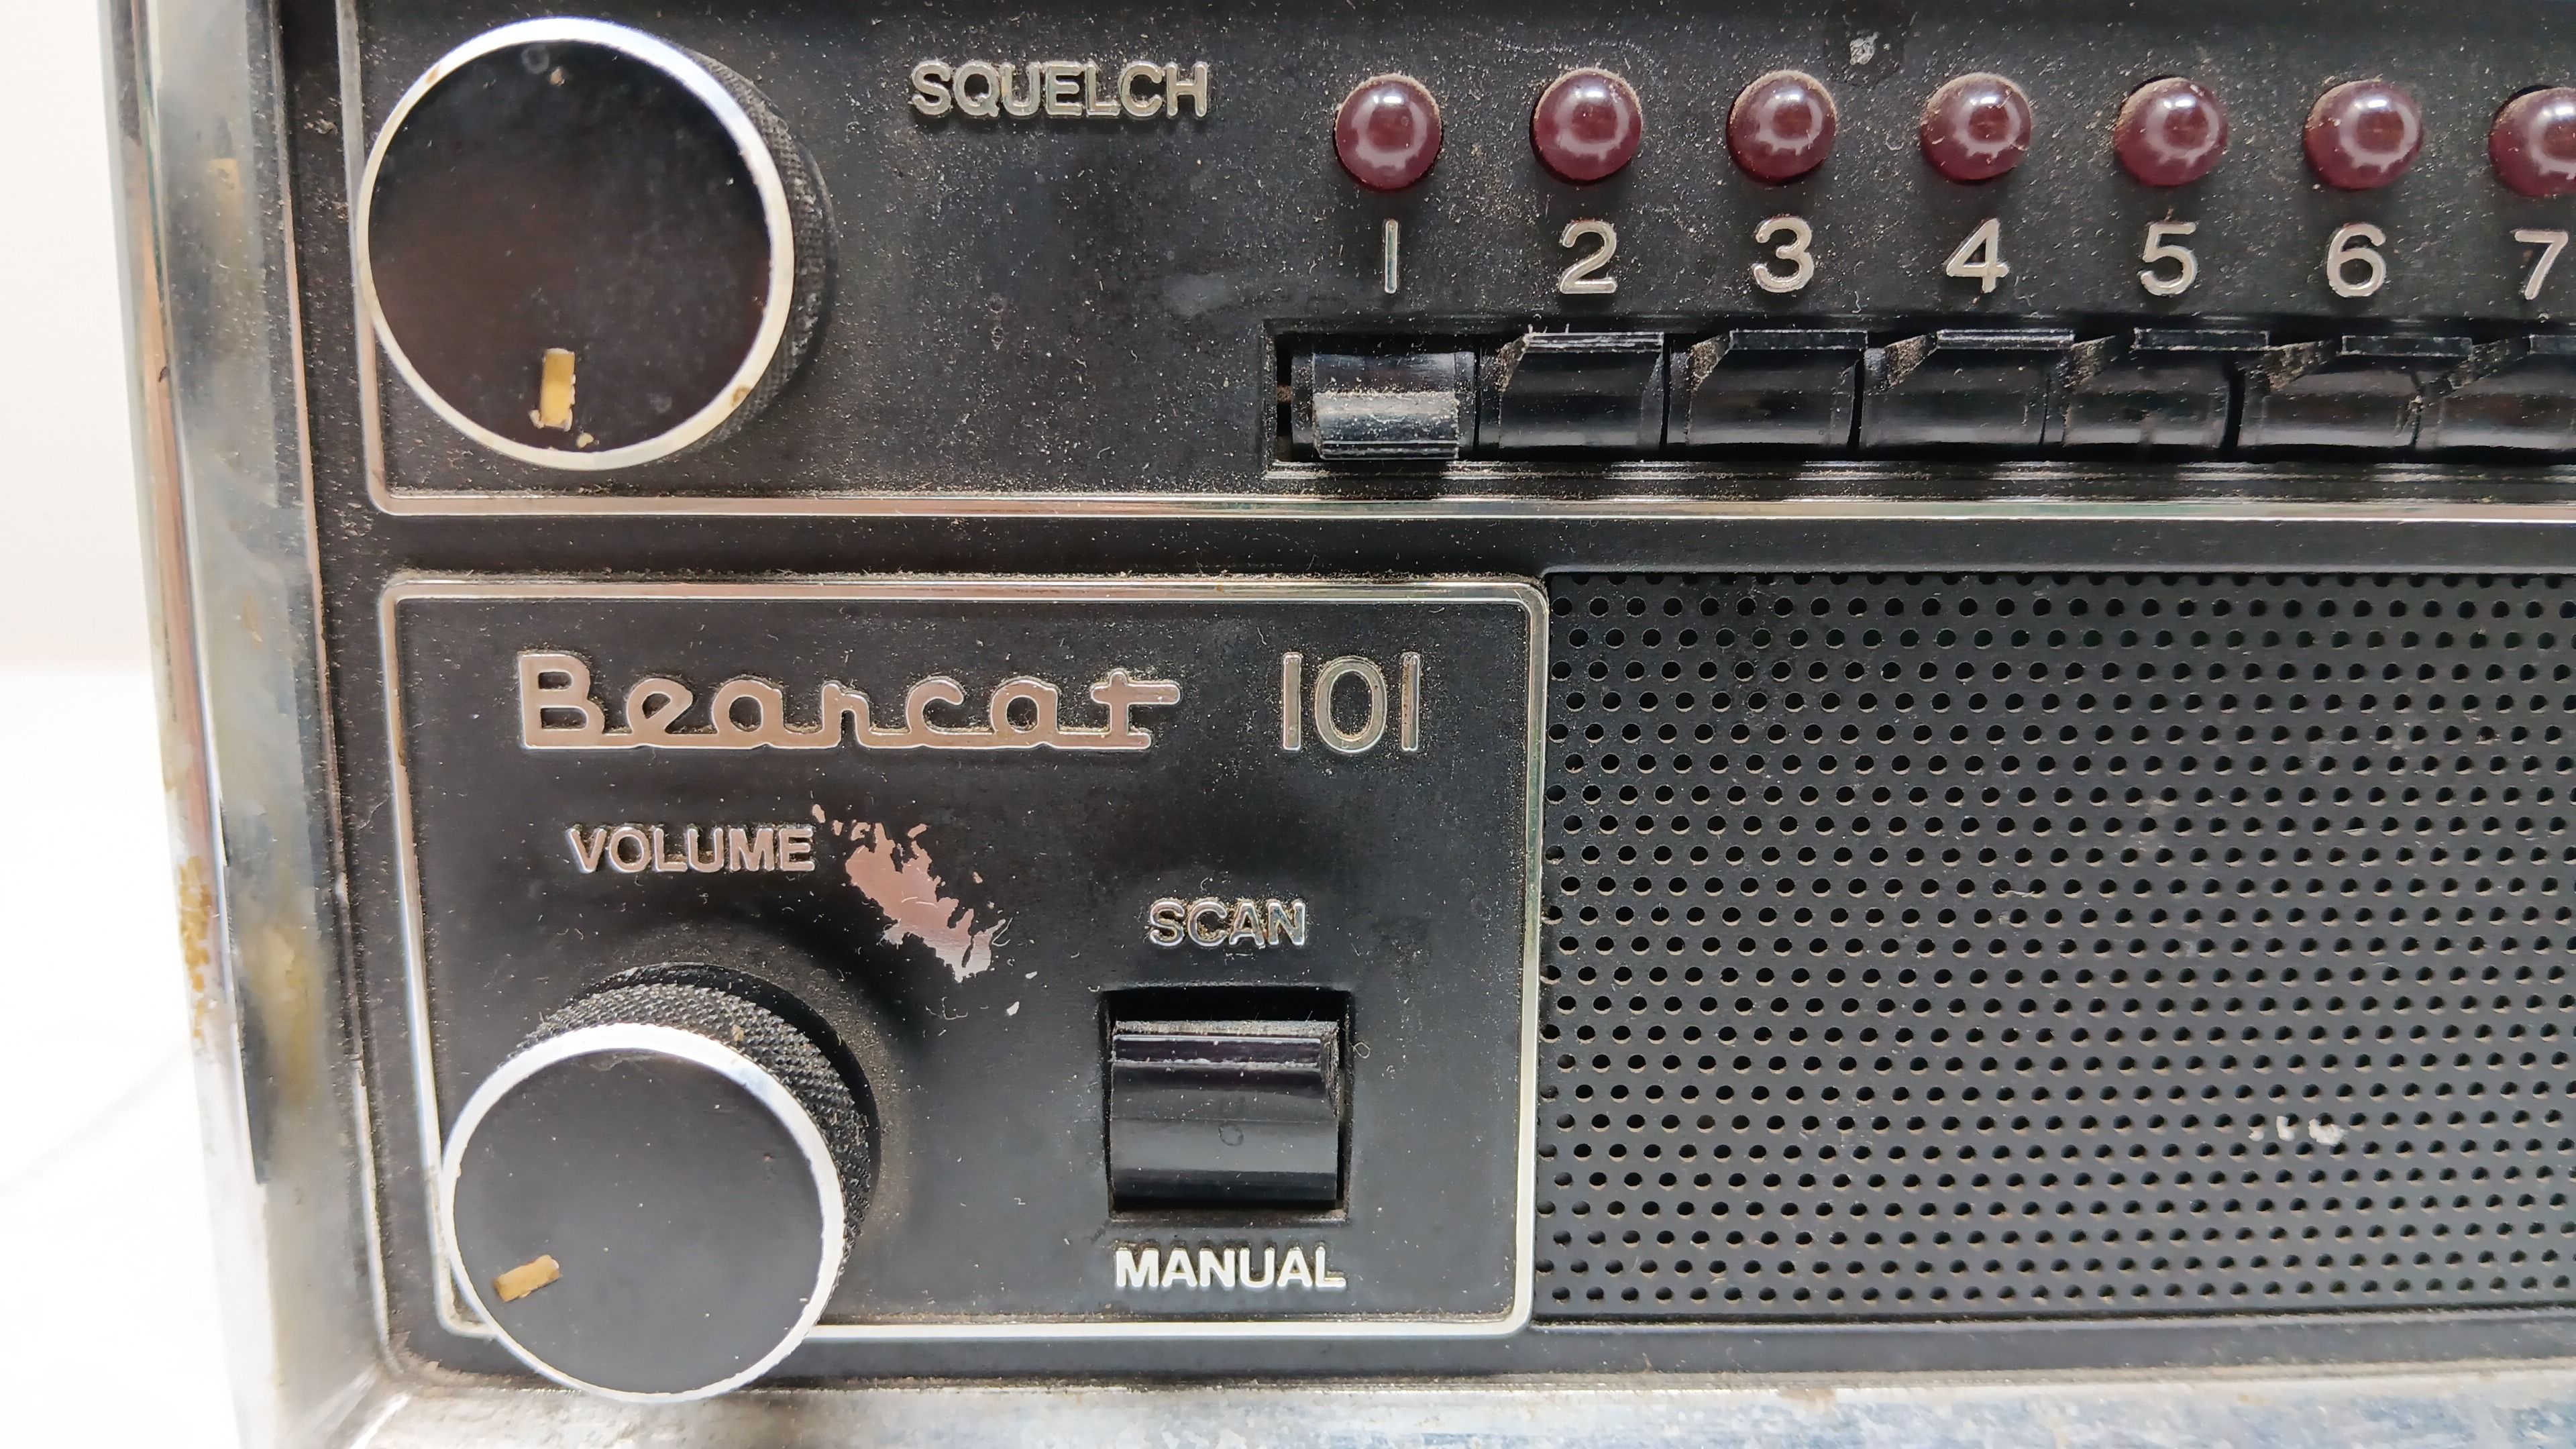 SQUELCH
1 2 3 4 5 6 7
Bearcat 101
VOLUME
SCAN
MANUAL